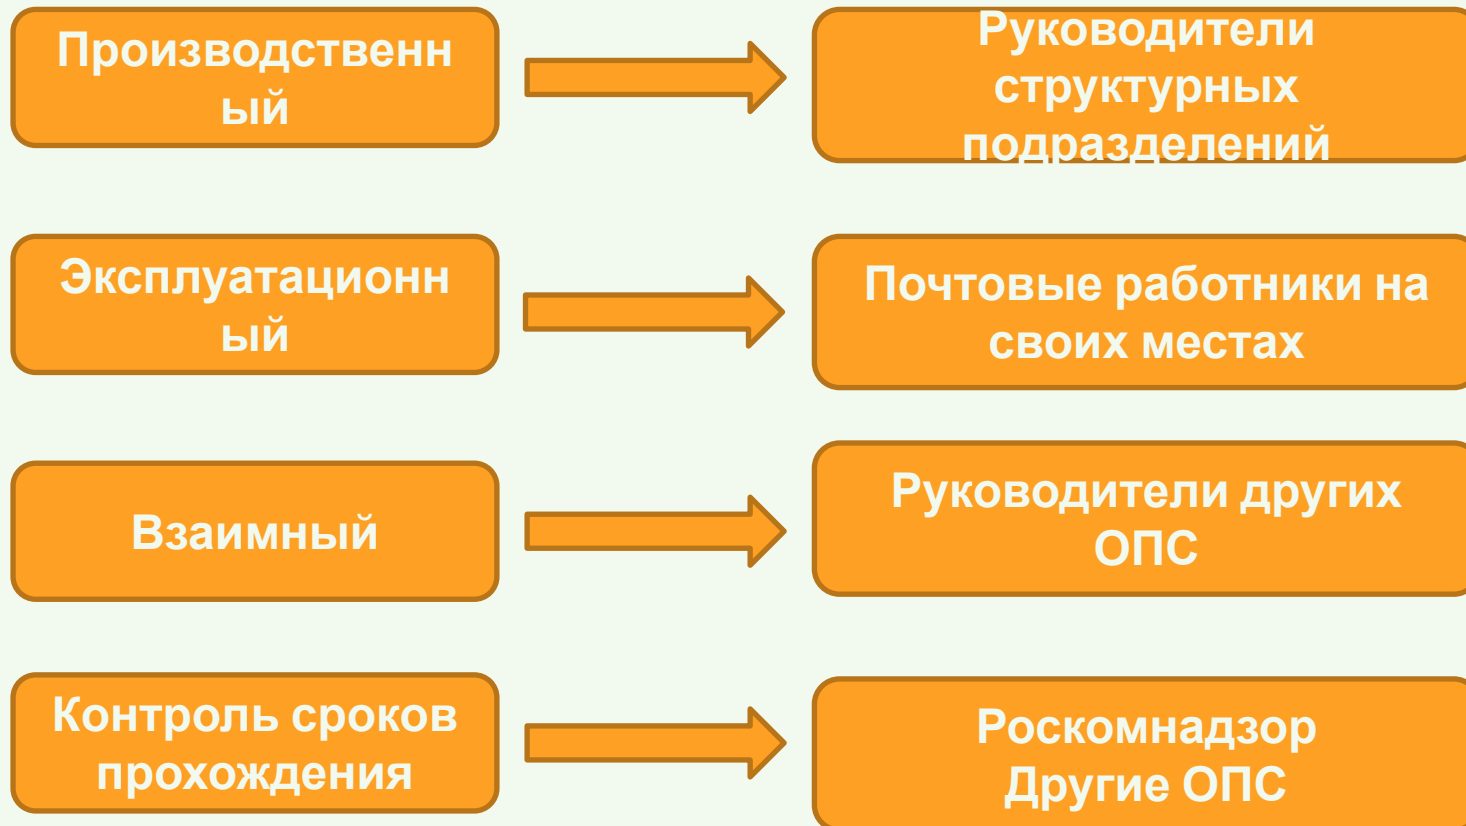 Производственн
ый
Руководители
структурных
подразделений
Эксплуатационн
ый
Почтовые работники на
своих местах
Взаимный
Руководители других
ОПС
Контроль сроков
прохождения
Роскомнадзор
Другие ОПС